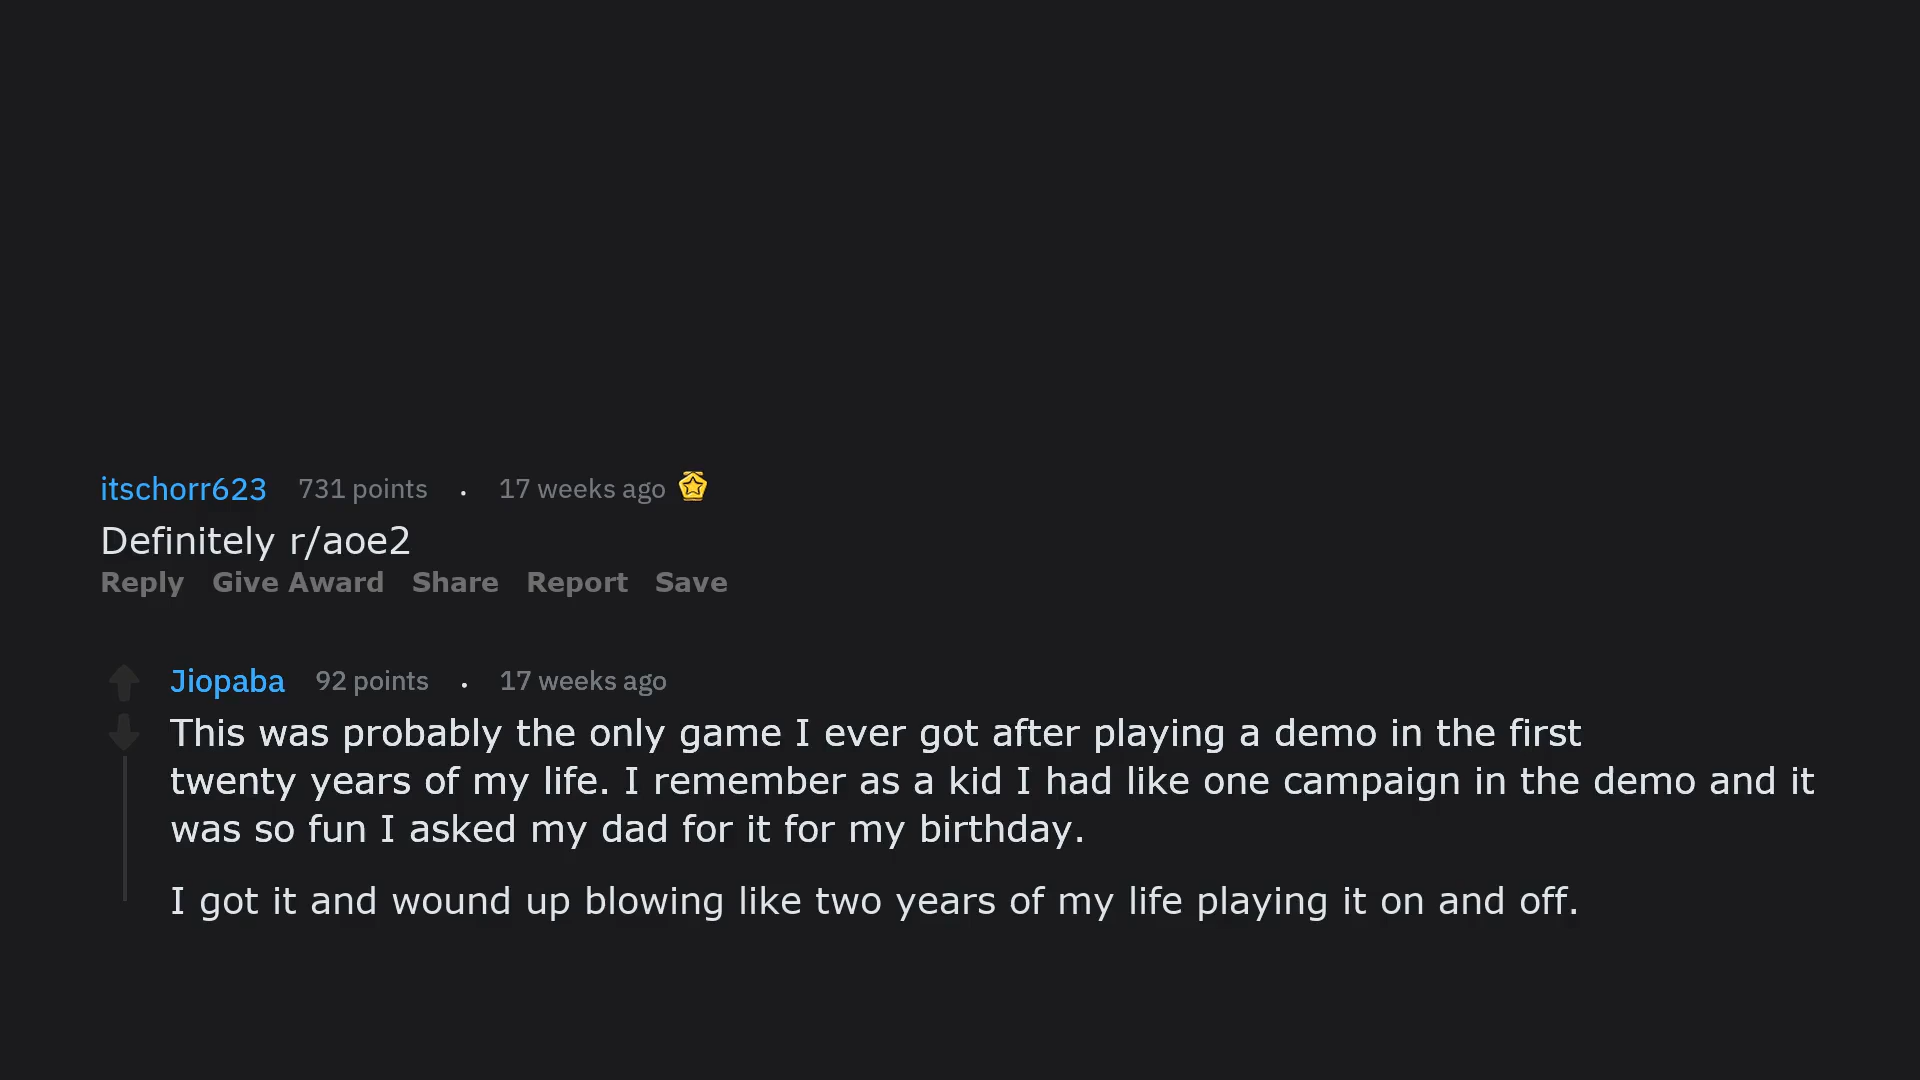 itschorr623 731 points . 17 weeks ago
Definitely r/aoe2
Reply Give Award Share Report Save
Jiopaba 92 points . 17 weeks ago
This was probably the only game I ever got after playing a demo in the first
twenty years of my life. I remember as a kid I had like one campaign in the demo and it
was so fun I asked my dad for it for my birthday.
I got it and wound up blowing like two years of my life playing it on and off.